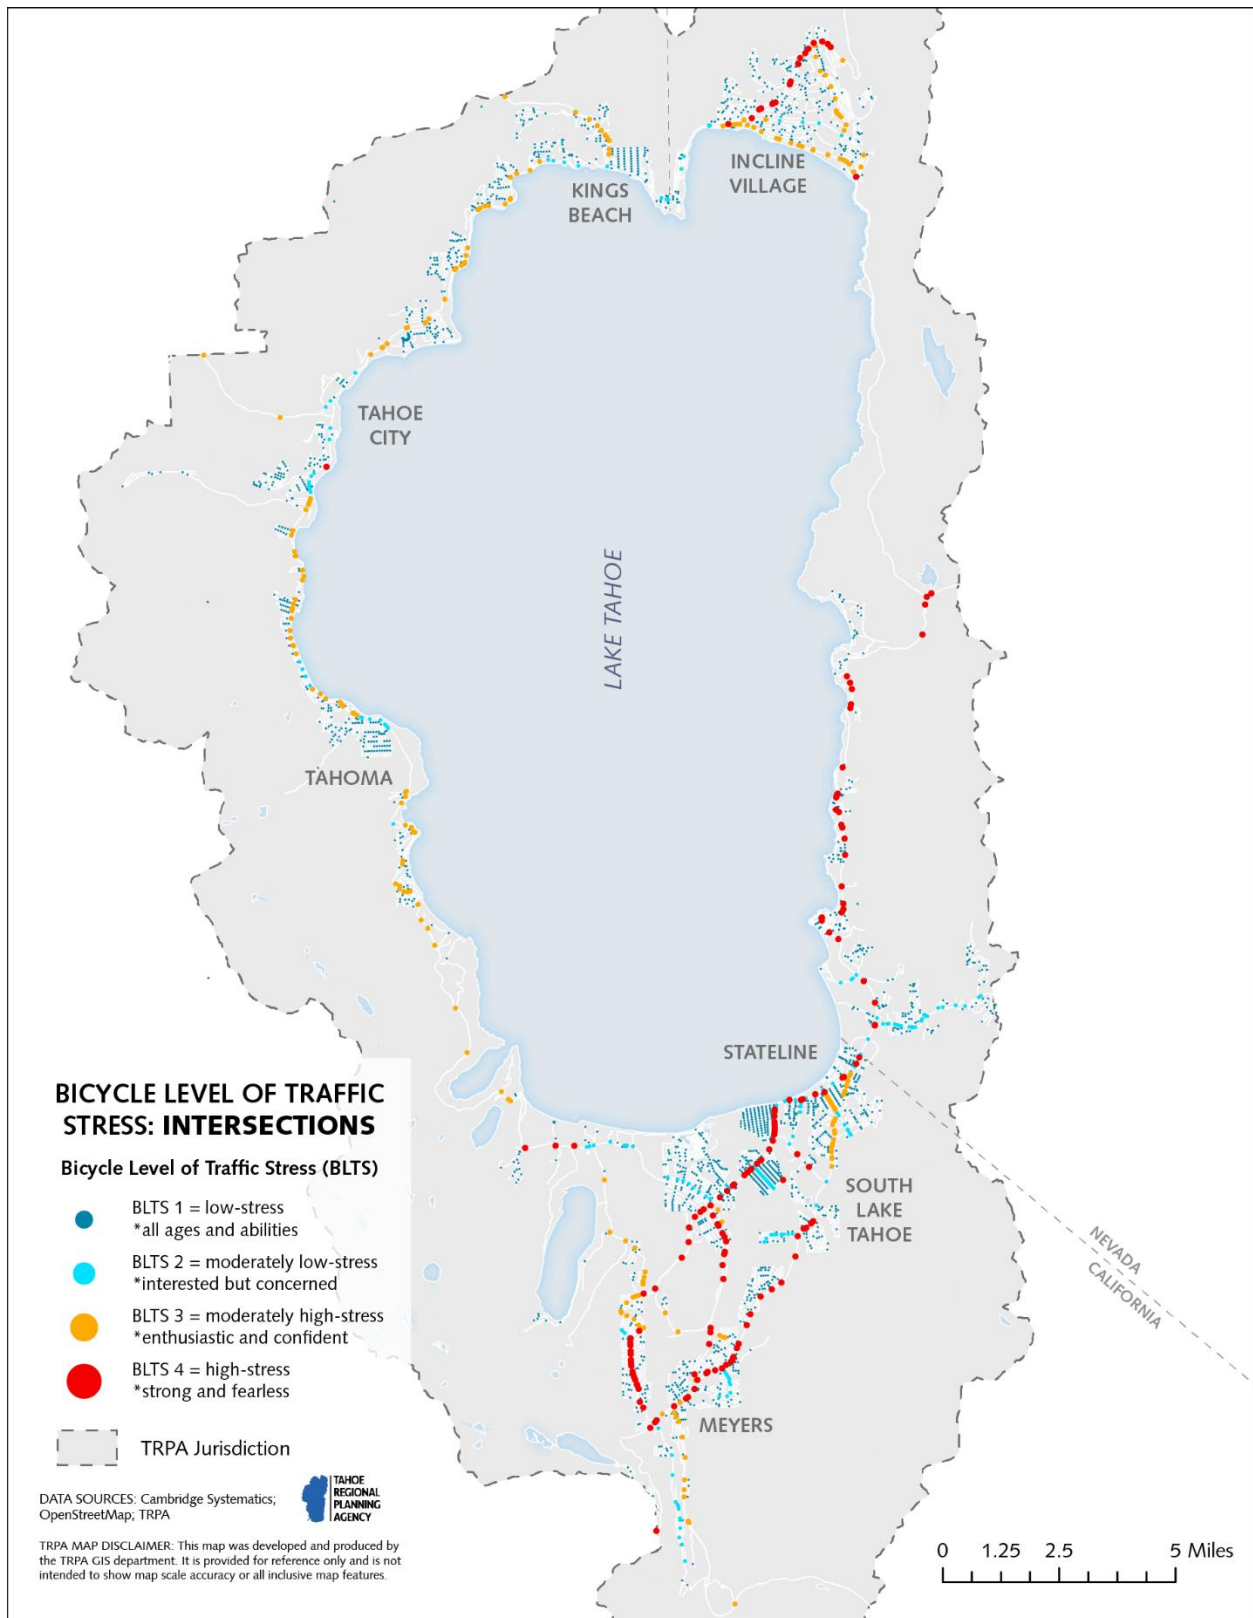 INCLINE
VILLAGE
KINGS
BEACH
TAHOE
CITY
LAKE TAHOE
TAHOMA
STATELINE
SOUTH
LAKE
TAHOE
NEVADA
CALIFORNIA
MEYERS
BICYCLE LEVEL OF TRAFFIC
STRESS: INTERSECTIONS
Bicycle Level of Traffic Stress (BLTS)
BLTS 1 = low-stress
*all ages and abilities
BLTS 2 = moderately low-stress
*interested but concerned
BLTS 3 = moderately high-stress
*enthusiastic and confident
BLTS 4 = high-stress
*strong and fearless
TRPA Jurisdiction
DATA SOURCES: Cambridge Systematics;
OpenStreetMap; TRPA
TAHOE
REGIONAL
PLANNING
AGENCY
TRPA MAP DISCLAIMER: This map was developed and produced by
the TRPA GIS department. It is provided for reference only and is not
intended to show map scale accuracy or all inclusive map features.
0 1.25 2.5 5 Miles